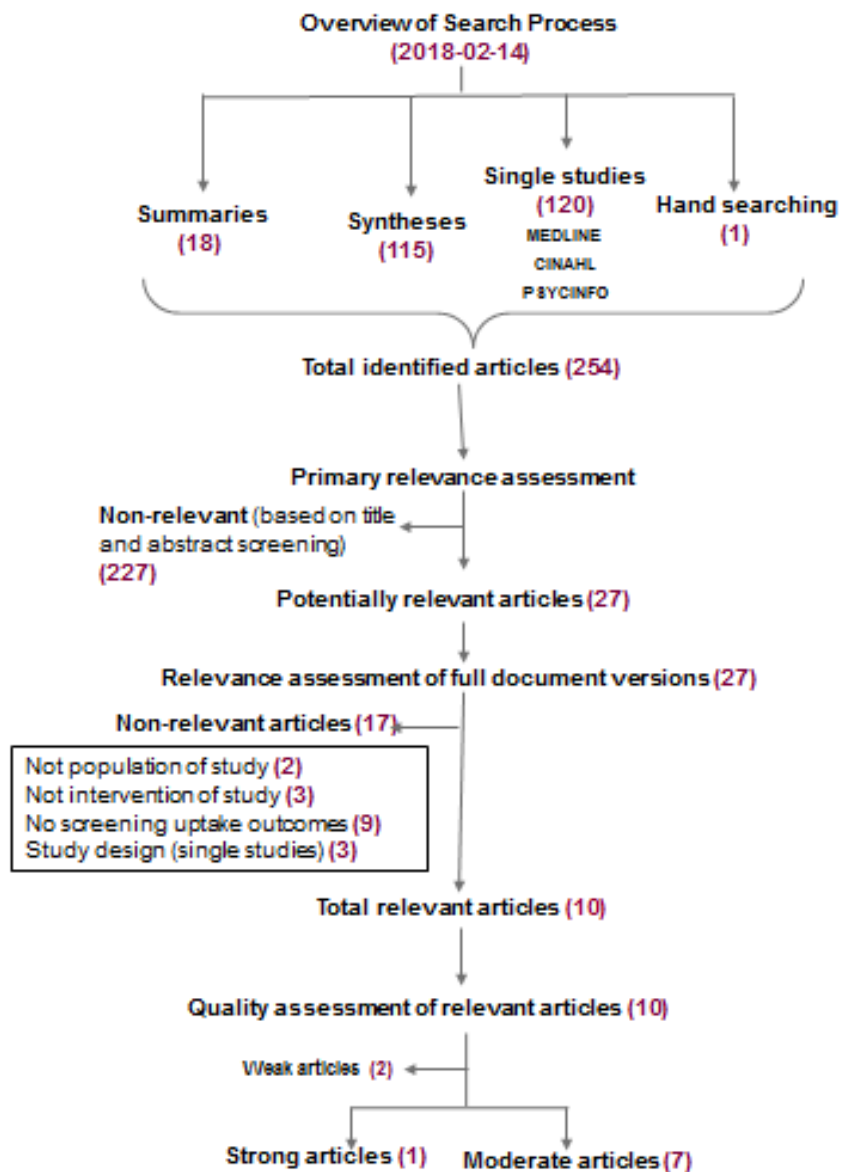 Overview of Search Process
(2018-02-14)
Summaries
(18)
Syntheses
(115)
Single studies
(120)
MEDLINE
CINAHL
PSYCINFO
Hand searching
(1)
Total identified articles (254)
Primary relevance assessment
Non-relevant (based on title
and abstract screening)
(227)
Potentially relevant articles (27)
Relevance assessment of full document versions (27)
Non-relevant articles (17)
Not population of study (2)
Not intervention of study (3)
No screening uptake outcomes (9)
Study design (single studies) (3)
Total relevant articles (10)
Quality assessment of relevant articles (10)
Weak articles (2)
Strong articles (1)
Moderate articles (7)